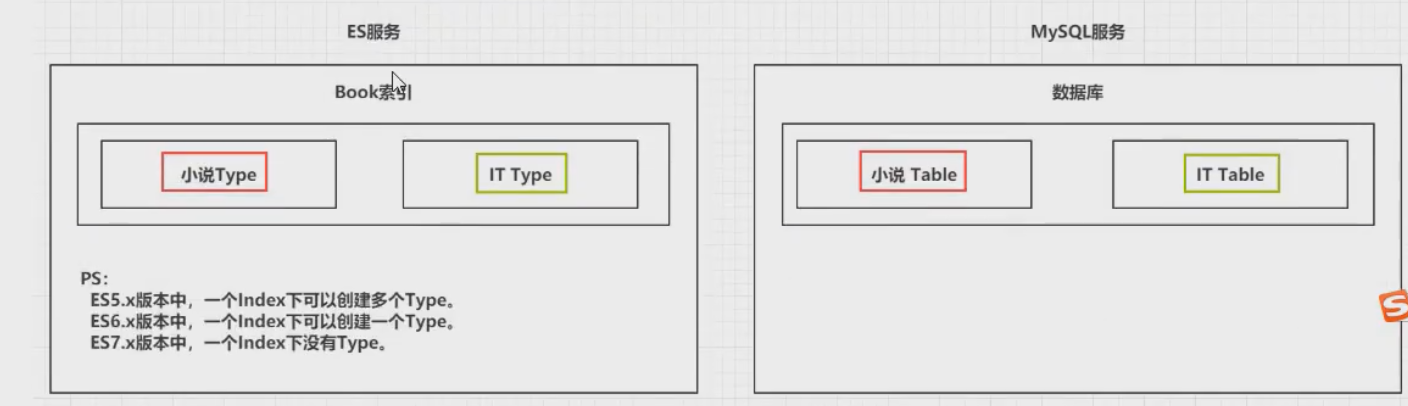 ES服务
Book索引
小说Type
IT Type
PS：
ES5.x版本中，一个Index下可以创建多个Type。
ES6.x版本中，一个Index下可以创建一个Type。
ES7.x版本中，一个Index下没有Type。
MySQL服务
数据库
小说 Table
IT Table
S